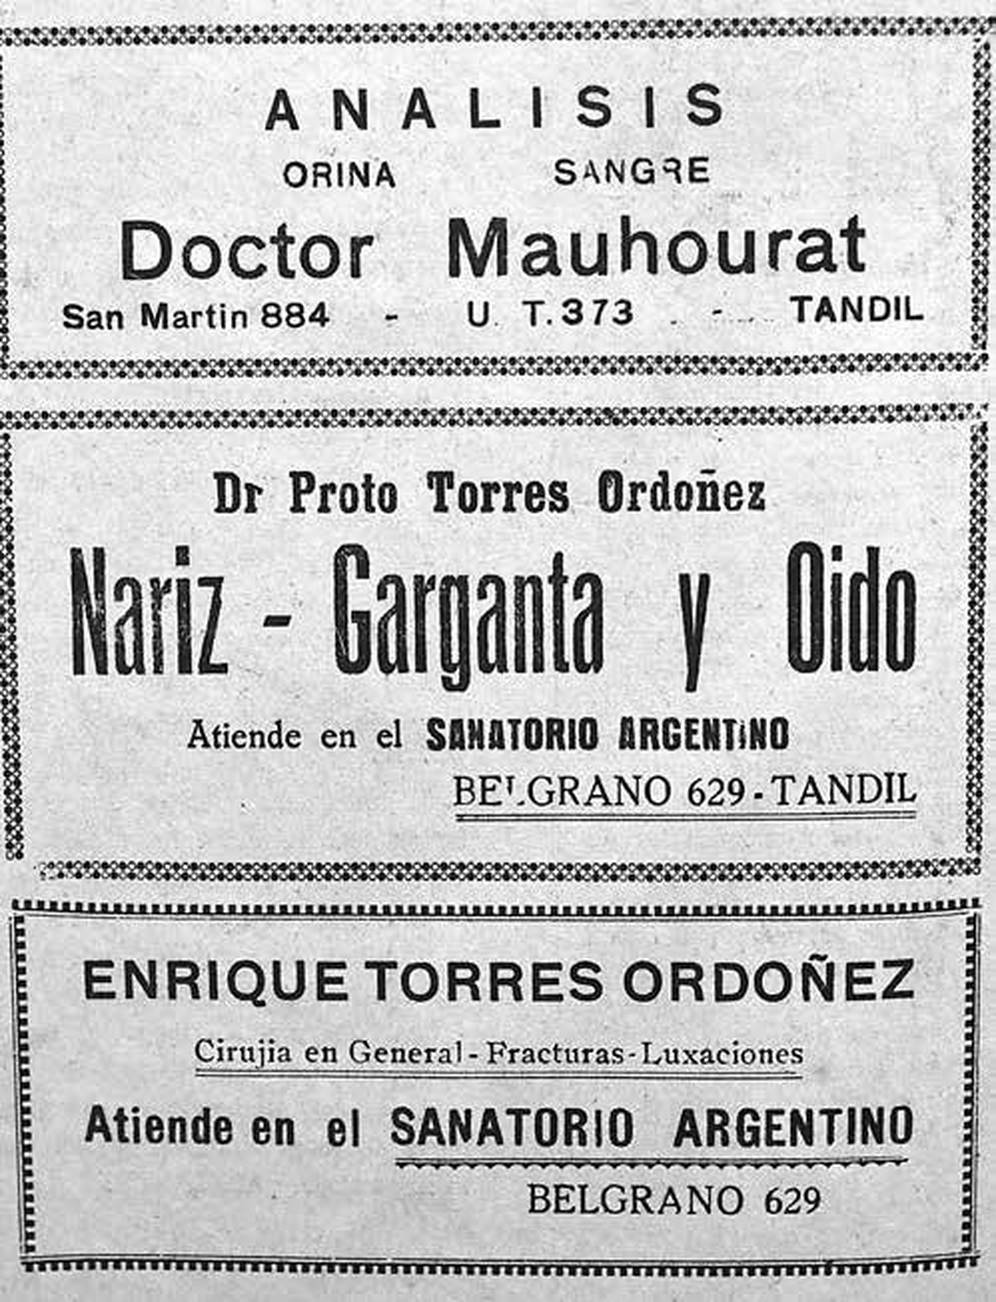 ANALISIS
ORINA SANGRE
Doctor Mauhourat
San Martin 884 - U. T. 373 - TANDIL
Dr Proto Torres Ordoñez
Nariz - Garganta y Oido
Atiende en el SANATORIO ARGENTINO
BELGRANO 629 - TANDIL
ENRIQUE TORRES ORDOÑEZ
Cirujia en General - Fracturas - Luxaciones
Atiende en el SANATORIO ARGENTINO
BELGRANO 629